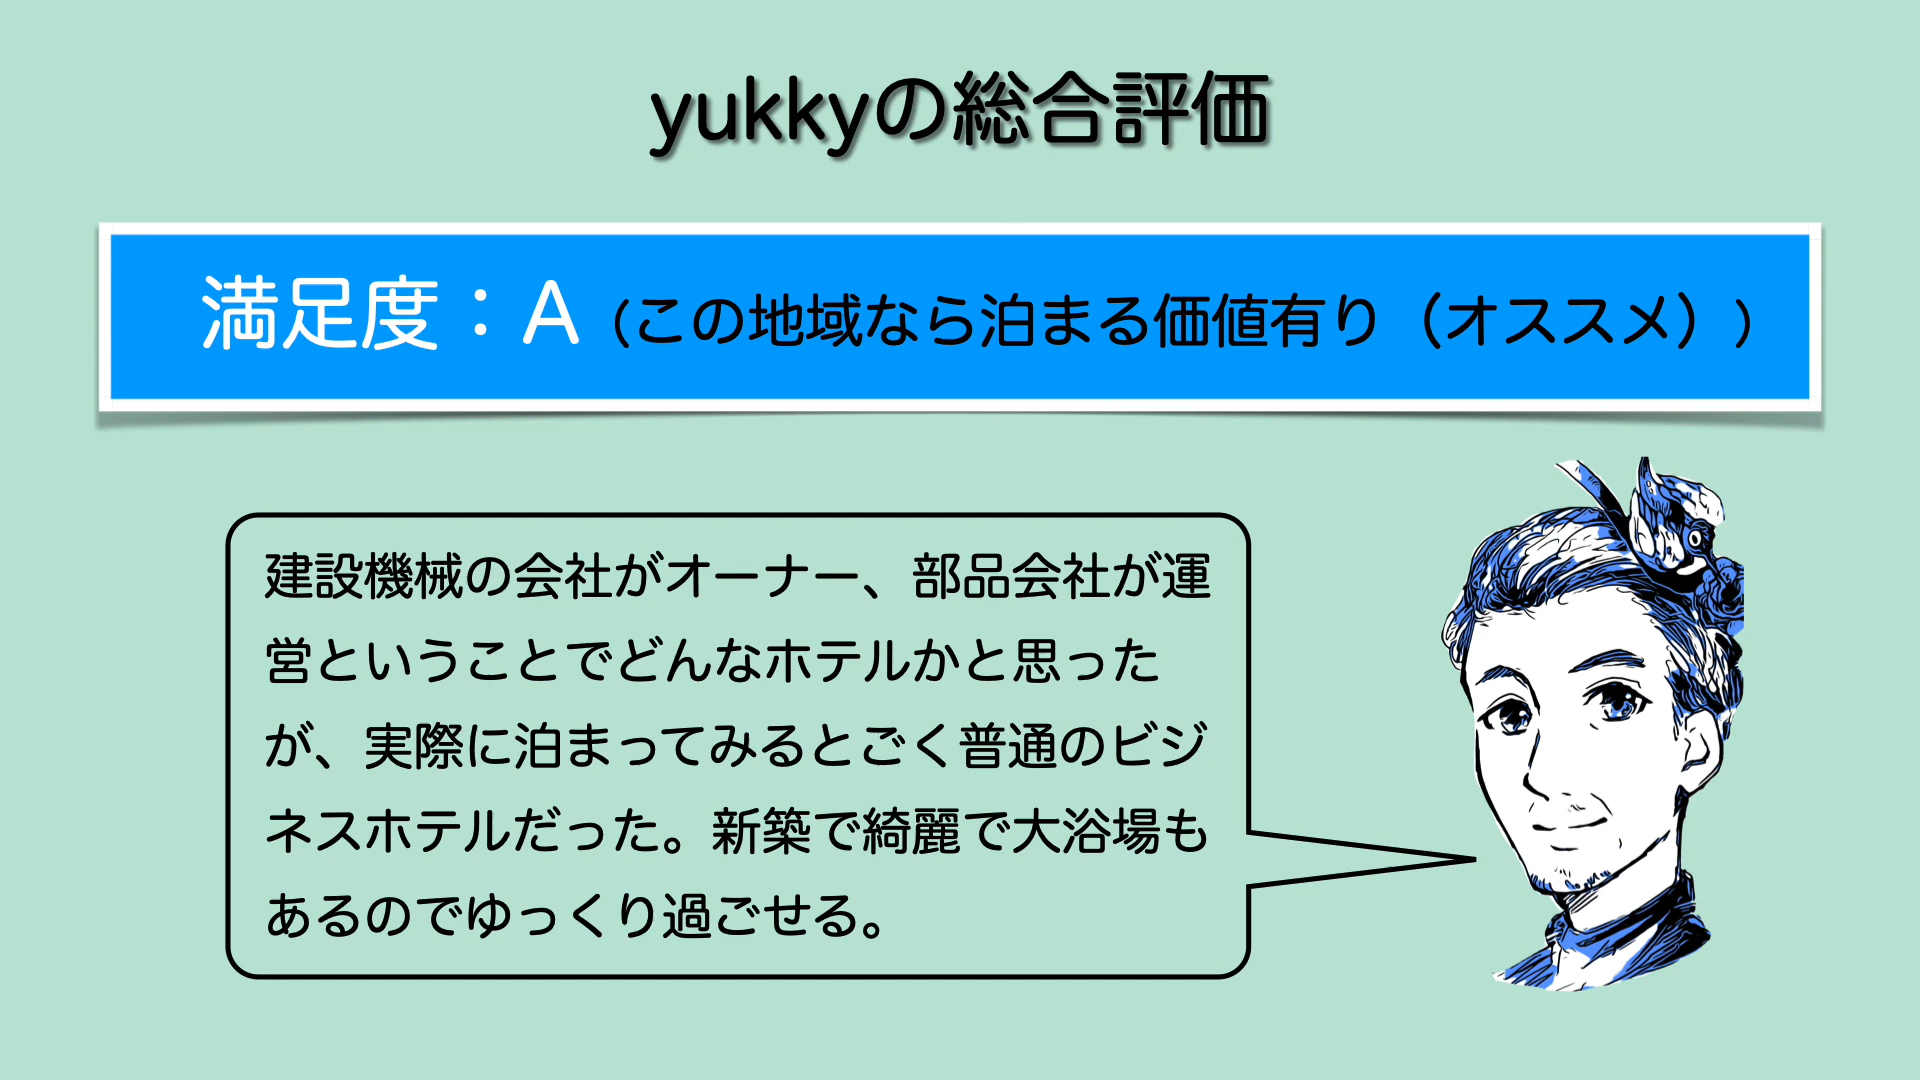 yukkyの総合評価
満足度：A (この地域なら泊まる価値有り（オススメ）)
建設機械の会社がオーナー、部品会社が運
営ということでどんなホテルかと思った
が、実際に泊まってみるとごく普通のビジ
ネスホテルだった。新築で綺麗で大浴場も
あるのでゆっくり過ごせる。